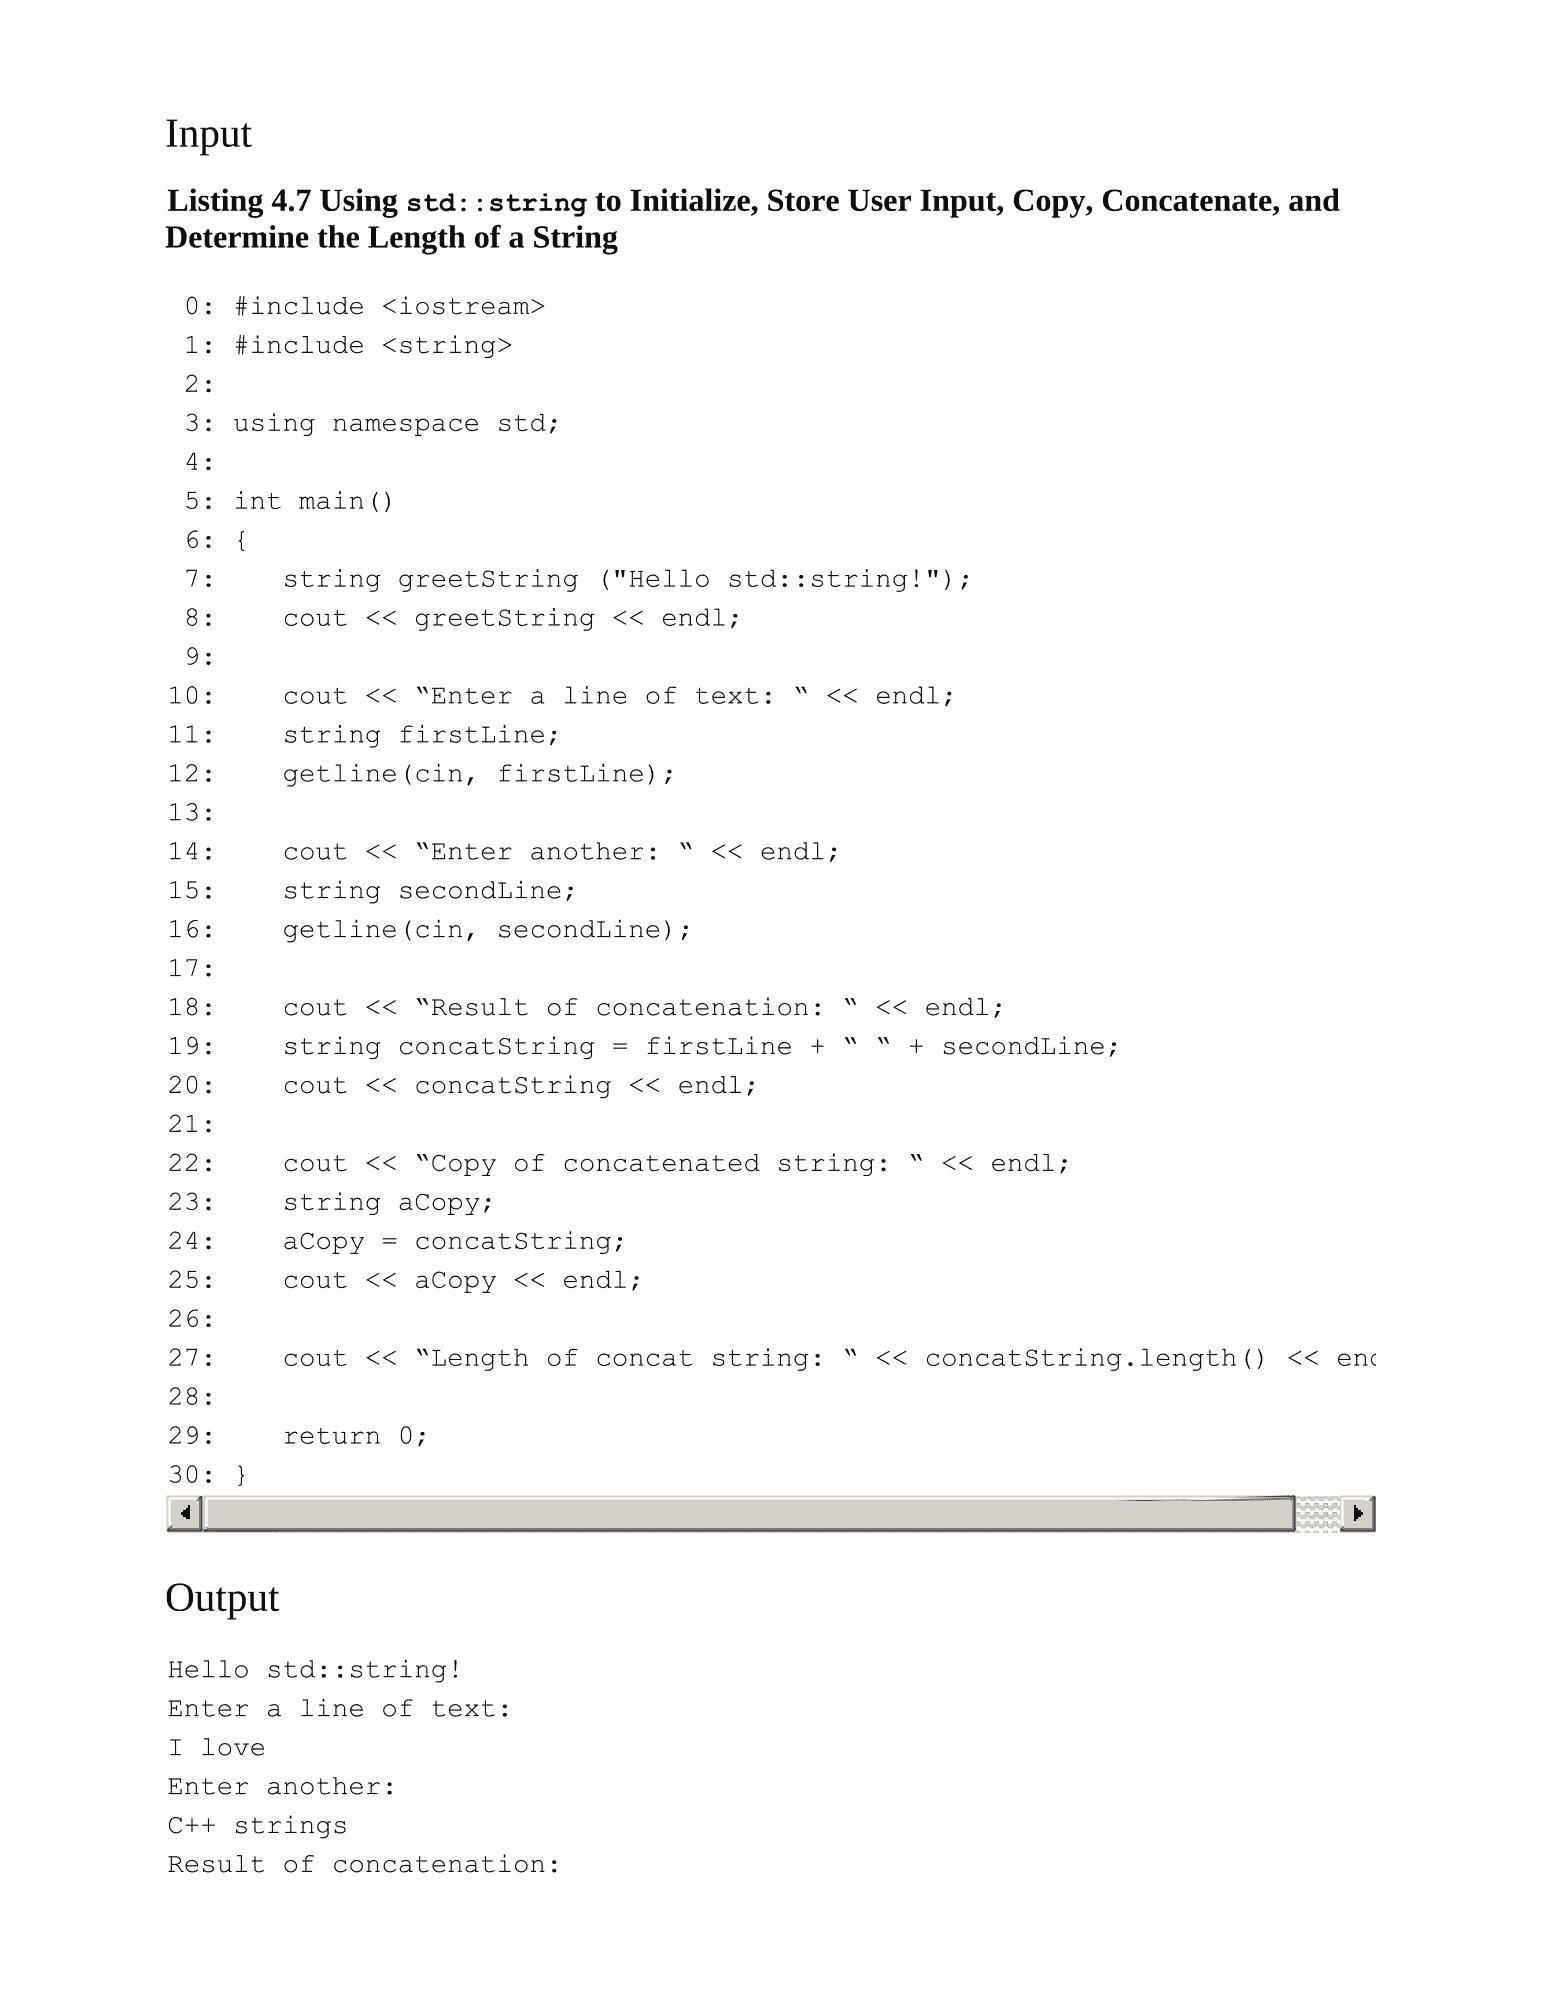 Input
Listing 4.7 Using std::string to Initialize, Store User Input, Copy, Concatenate, and
Determine the Length of a String
0: #include <iostream>
1: #include <string>
2:
3: using namespace std;
4:
5: int main()
6: {
7:    string greetString ("Hello std::string!");
8:    cout << greetString << endl;
9:
10:    cout << “Enter a line of text: “ << endl;
11:    string firstLine;
12:    getline(cin, firstLine);
13:
14:    cout << “Enter another: “ << endl;
15:    string secondLine;
16:    getline(cin, secondLine);
17:
18:    cout << “Result of concatenation: “ << endl;
19:    string concatString = firstLine + “ “ + secondLine;
20:    cout << concatString << endl;
21:
22:    cout << “Copy of concatenated string: “ << endl;
23:    string aCopy;
24:    aCopy = concatString;
25:    cout << aCopy << endl;
26:
27:    cout << “Length of concat string: “ << concatString.length() <<
28:
29:    return 0;
30: }
Output
Hello std::string!
Enter a line of text:
I love
Enter another:
C++ strings
Result of concatenation: